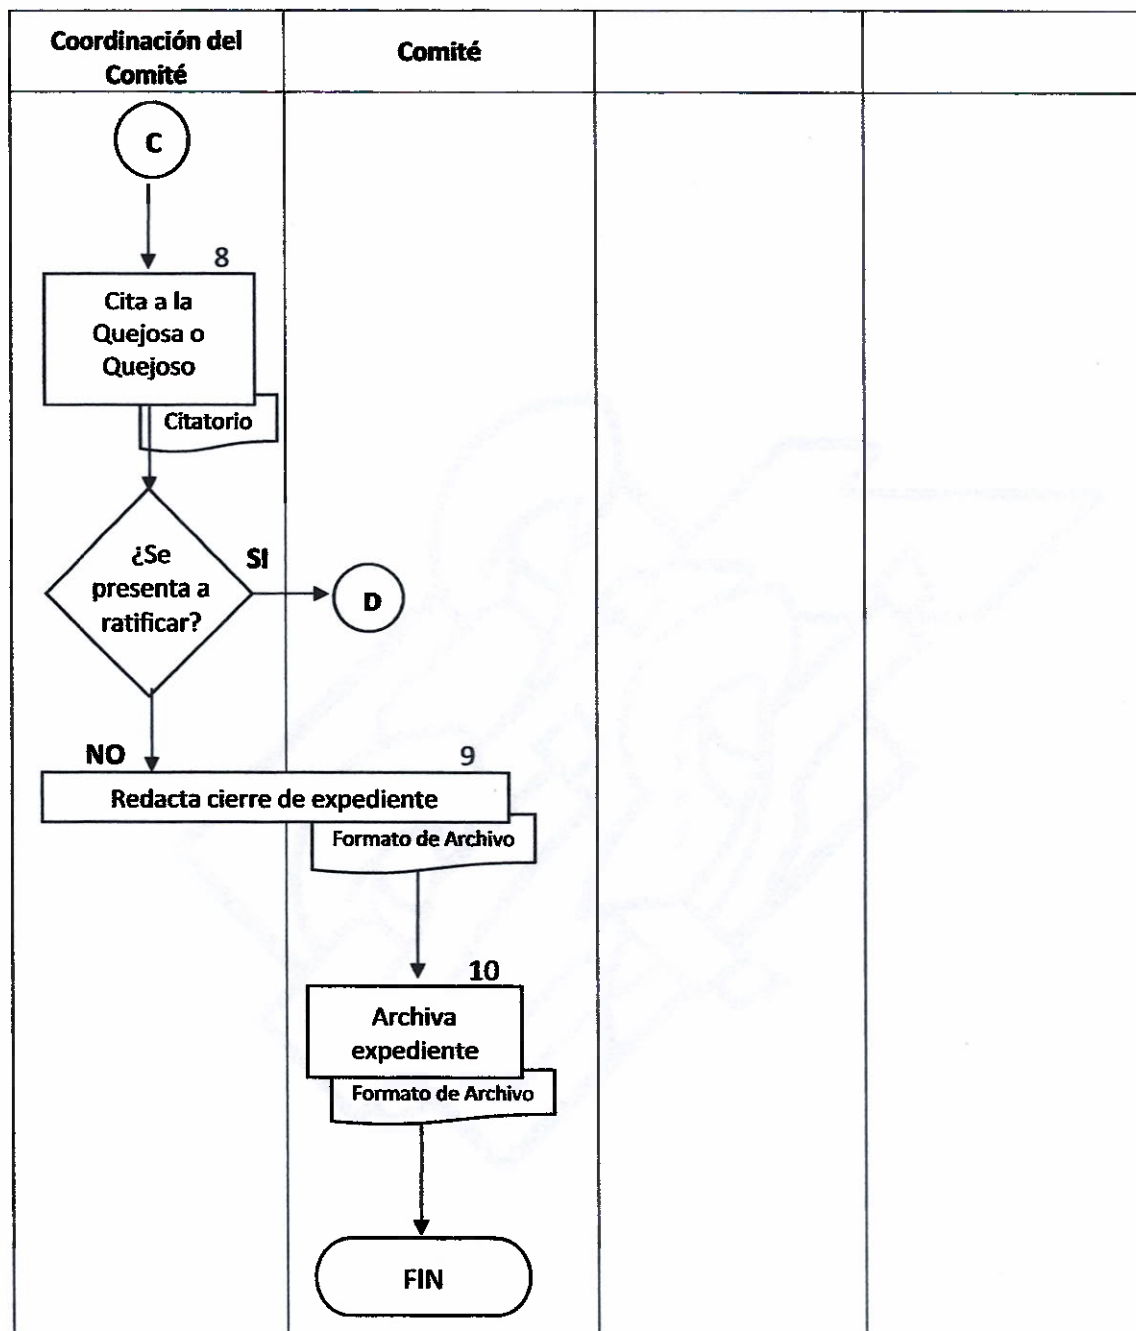 Coordinación del
Comité
Comité
C
8
Cita a la
Quejosa o
Quejoso
Citatorio
¿Se
presenta a
ratificar?
SI
D
NO
9
Redacta cierre de expediente
Formato de Archivo
10
Archiva
expediente
Formato de Archivo
FIN